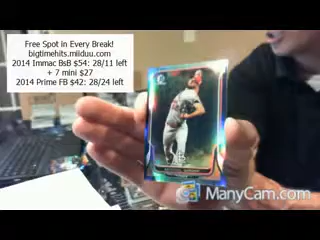 Free Spot in Every Break!
bigtimehits.miiduu.com
2014 Immac BsB $54: 28/11 left
+ 7 mini $27
2014 Prime FB $42: 28/24 left
ManyCam.com